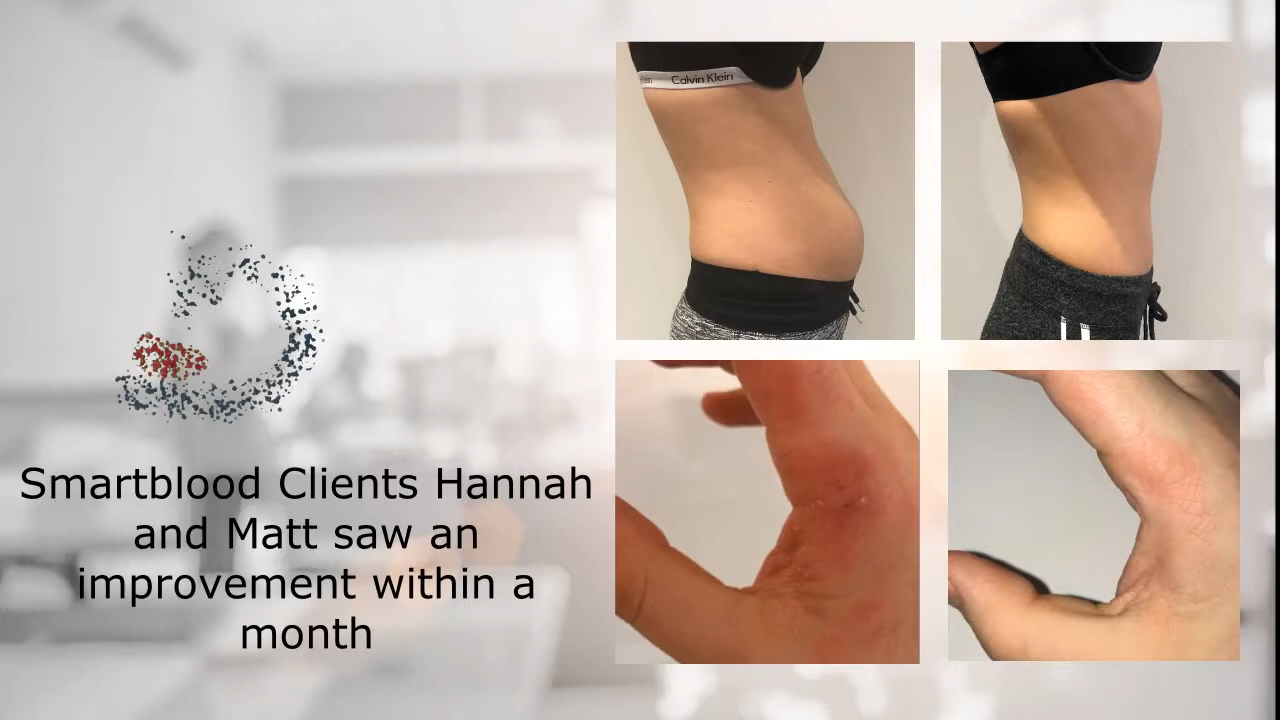 Smartblood Clients Hannah
and Matt saw an
improvement within a
month
Calvin Klein